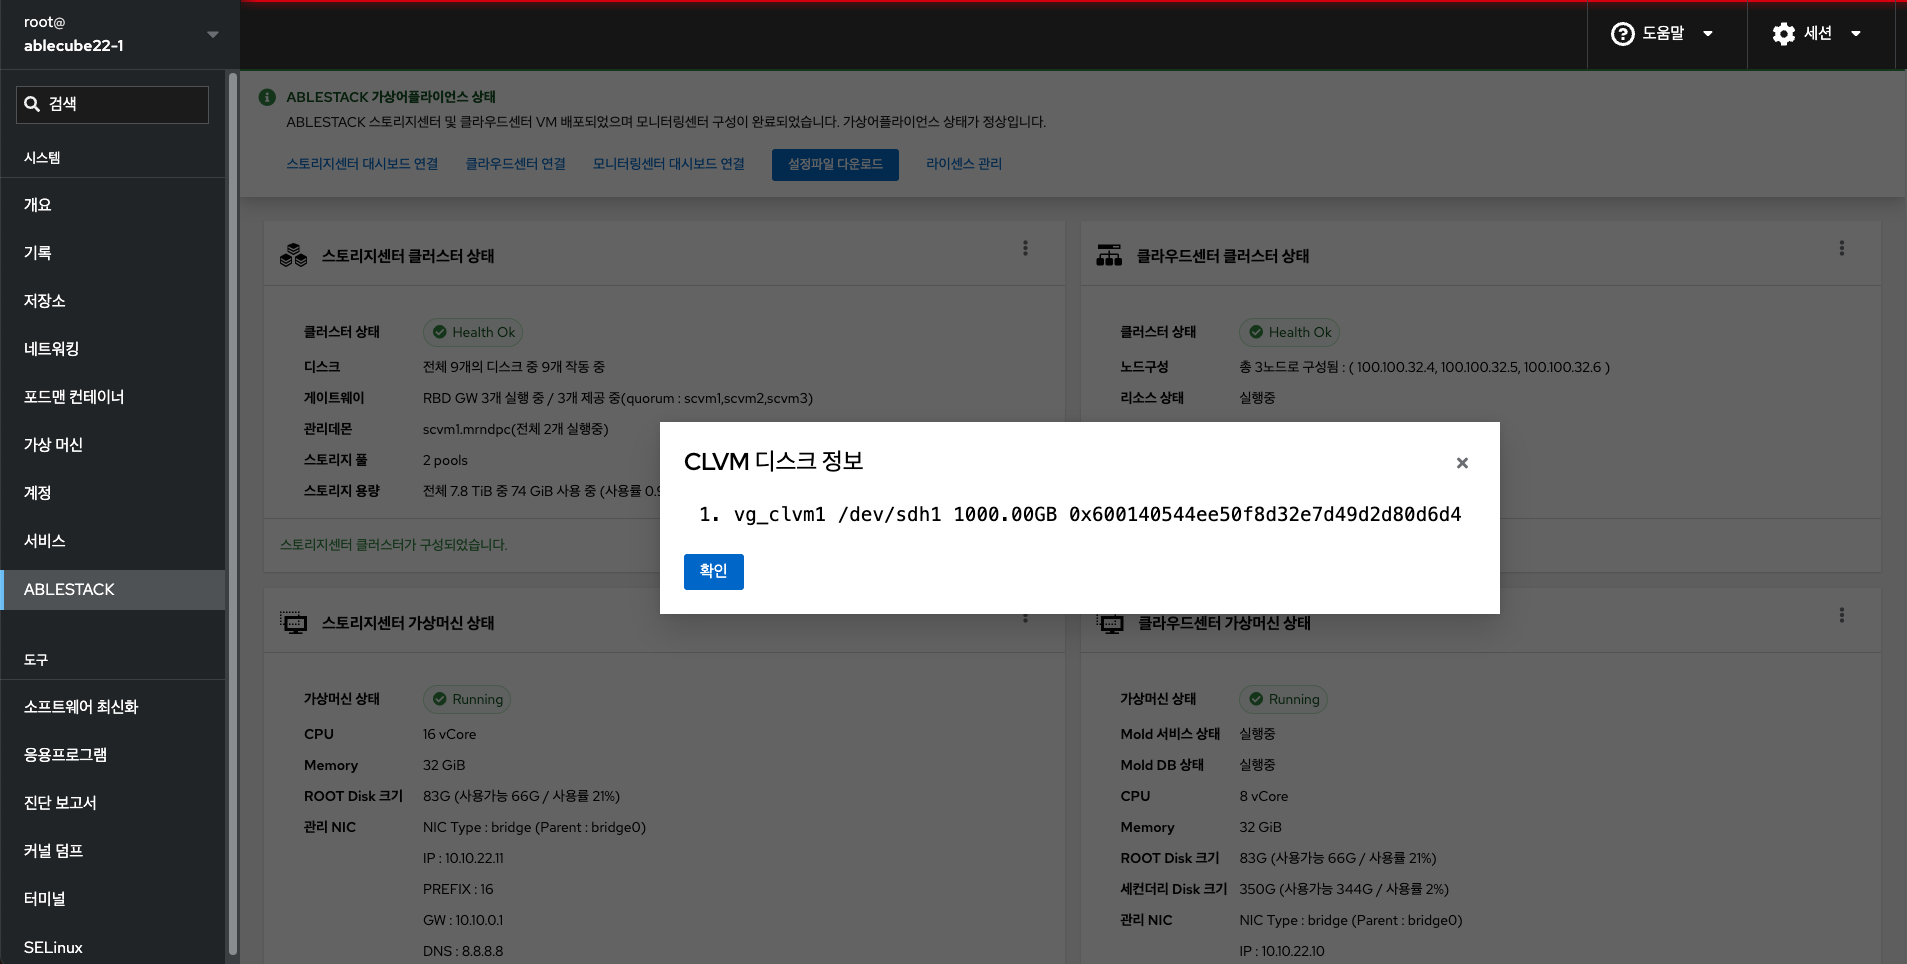 root@
ablecube22-1
도움말
세션
검색
시스템
개요
기록
저장소
네트워킹
포드맨 컨테이너
가상 머신
계정
서비스
ABLESTACK
도구
소프트웨어 최신화
응용프로그램
진단 보고서
커널 덤프
터미널
SELinux
ABLESTACK 가상어플라이언스 상태
ABLESTACK 스토리지센터 및 클라우드센터 VM 배포되었으며 모니터링센터 구성이 완료되었습니다. 가상어플라이언스 상태가 정상입니다.
스토리지센터 대시보드 연결 클라우드센터 연결 모니터링센터 대시보드 연결 설정파일 다운로드 라이센스 관리
스토리지센터 클러스터 상태
클러스터 상태 Health Ok
디스크 전체 9개의 디스크 중 9개 작동 중
게이트웨이 RBD GW 3개 실행 중 / 3개 제공 중(quorum : scvm1,scvm2,scvm3)
관리데몬 scvm1.mrndpc(전체 2개 실행중)
스토리지 풀 2 pools
스토리지 용량 전체 7.8 TiB 중 74 GiB 사용 중 (사용률 0.9
스토리지센터 클러스터가 구성되었습니다.
클라우드센터 클러스터 상태
클러스터 상태 Health Ok
노드구성 총 3노드로 구성됨 : ( 100.100.32.4, 100.100.32.5, 100.100.32.6 )
리소스 상태 실행중
CLVM 디스크 정보
1. vg_clvm1 /dev/sdh1 1000.00GB 0x600140544ee50f8d32e7d49d2d80d6d4
확인
스토리지센터 가상머신 상태
가상머신 상태 Running
CPU 16 vCore
Memory 32 GiB
ROOT Disk 크기 83G (사용가능 66G / 사용률 21%)
관리 NIC NIC Type : bridge (Parent : bridge0)
IP : 10.10.22.11
PREFIX : 16
GW : 10.10.0.1
DNS : 8.8.8.8
클라우드센터 가상머신 상태
가상머신 상태 Running
Mold 서비스 상태 실행중
Mold DB 상태 실행중
CPU 8 vCore
Memory 32 GiB
ROOT Disk 크기 83G (사용가능 66G / 사용률 21%)
세컨더리 Disk 크기 350G (사용가능 344G / 사용률 2%)
관리 NIC NIC Type : bridge (Parent : bridge0)
IP : 10.10.22.10